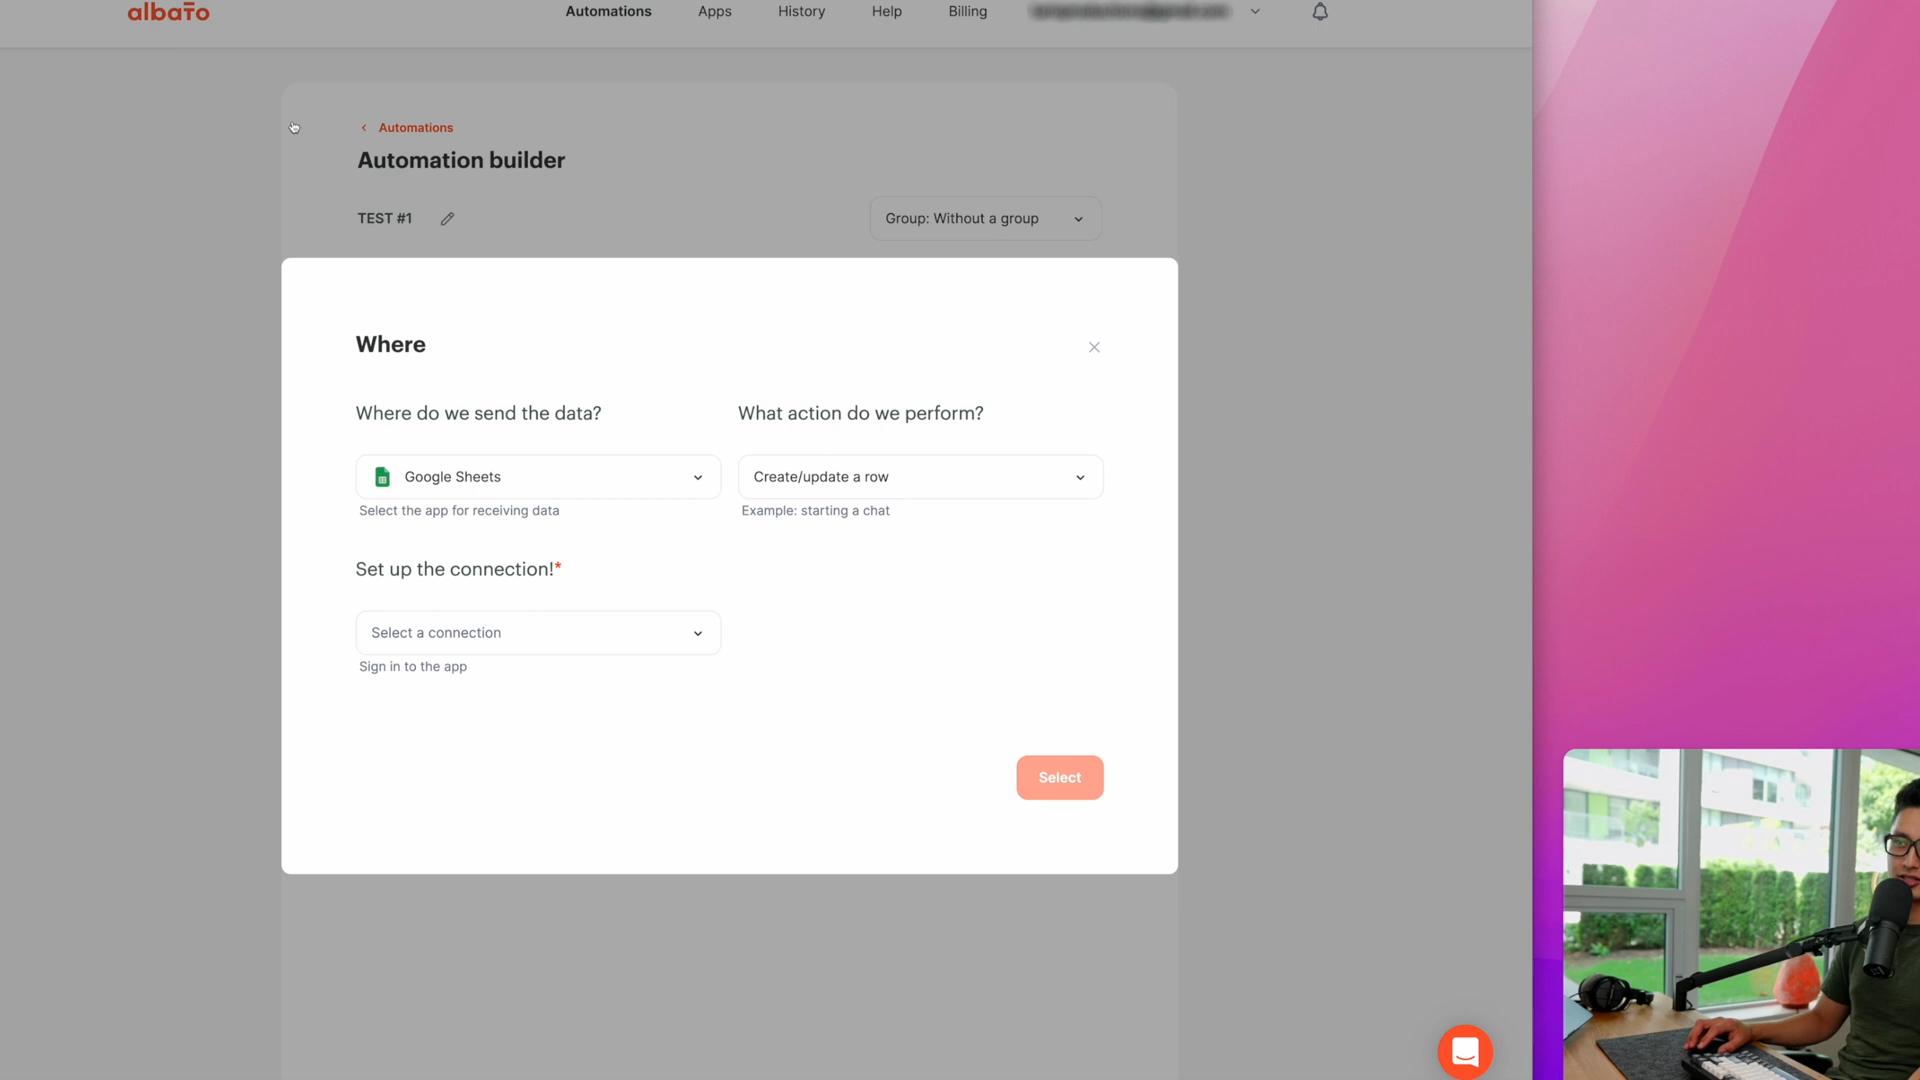 albato
Automations Apps History Help Billing
Automations
Automation builder
TEST #1
Group: Without a group
Where
Where do we send the data? What action do we perform?
Google Sheets Create/update a row
Select the app for receiving data Example: starting a chat
Set up the connection!*
Select a connection
Sign in to the app
Select